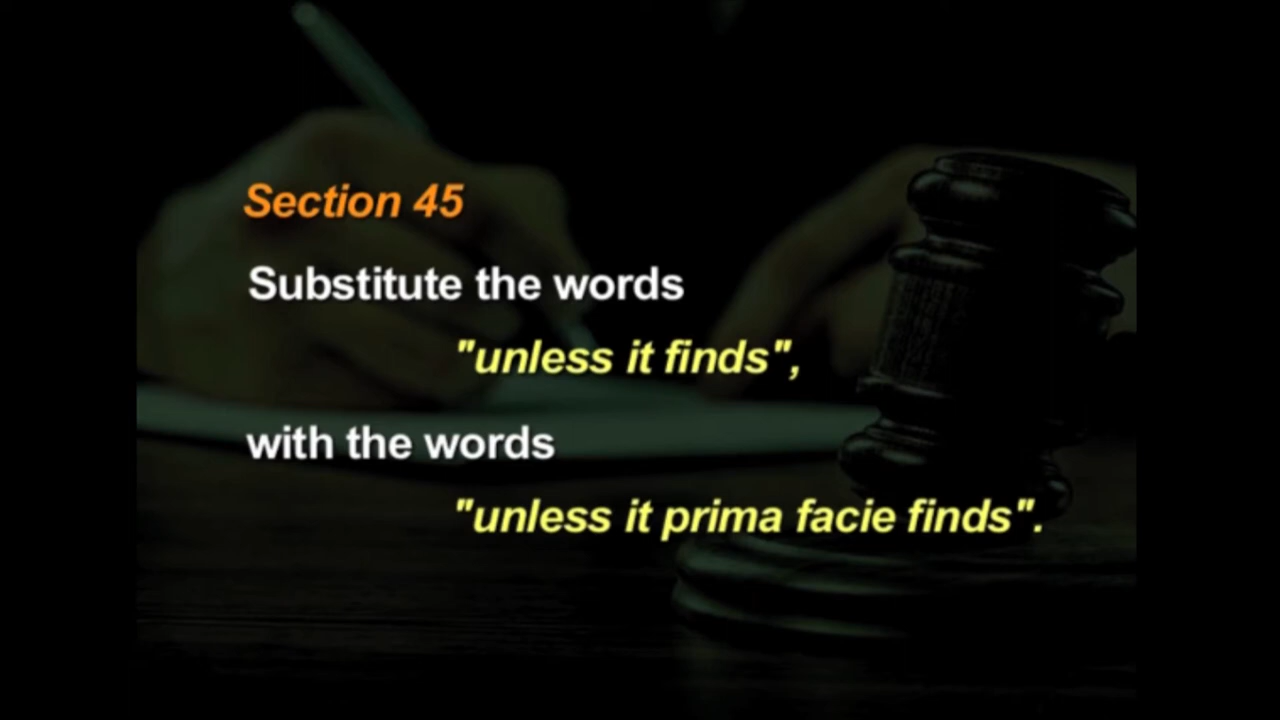 Section 45
Substitute the words
"unless it finds",
with the words
"unless it prima facie finds".